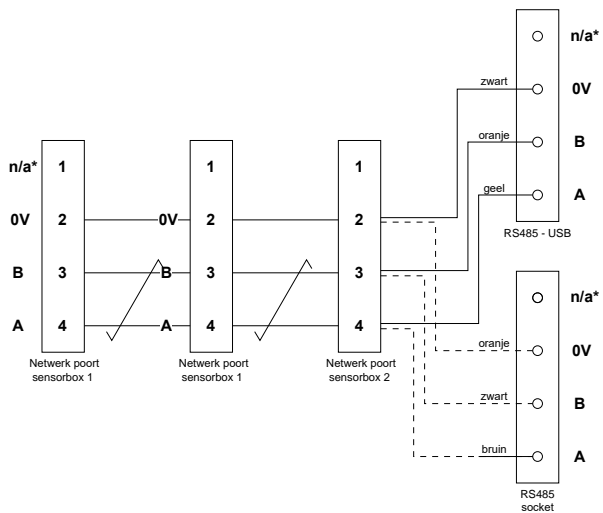 n/a*
zwart
0V
oranje
B
geel
A
RS485 - USB
n/a*
1
1
1
0V
2
0V
2
2
B
3
B
3
3
A
4
A
4
4
Netwerk poort
sensorbox 1
Netwerk poort
sensorbox 1
Netwerk poort
sensorbox 2
n/a*
oranje
0V
zwart
B
bruin
A
RS485
socket